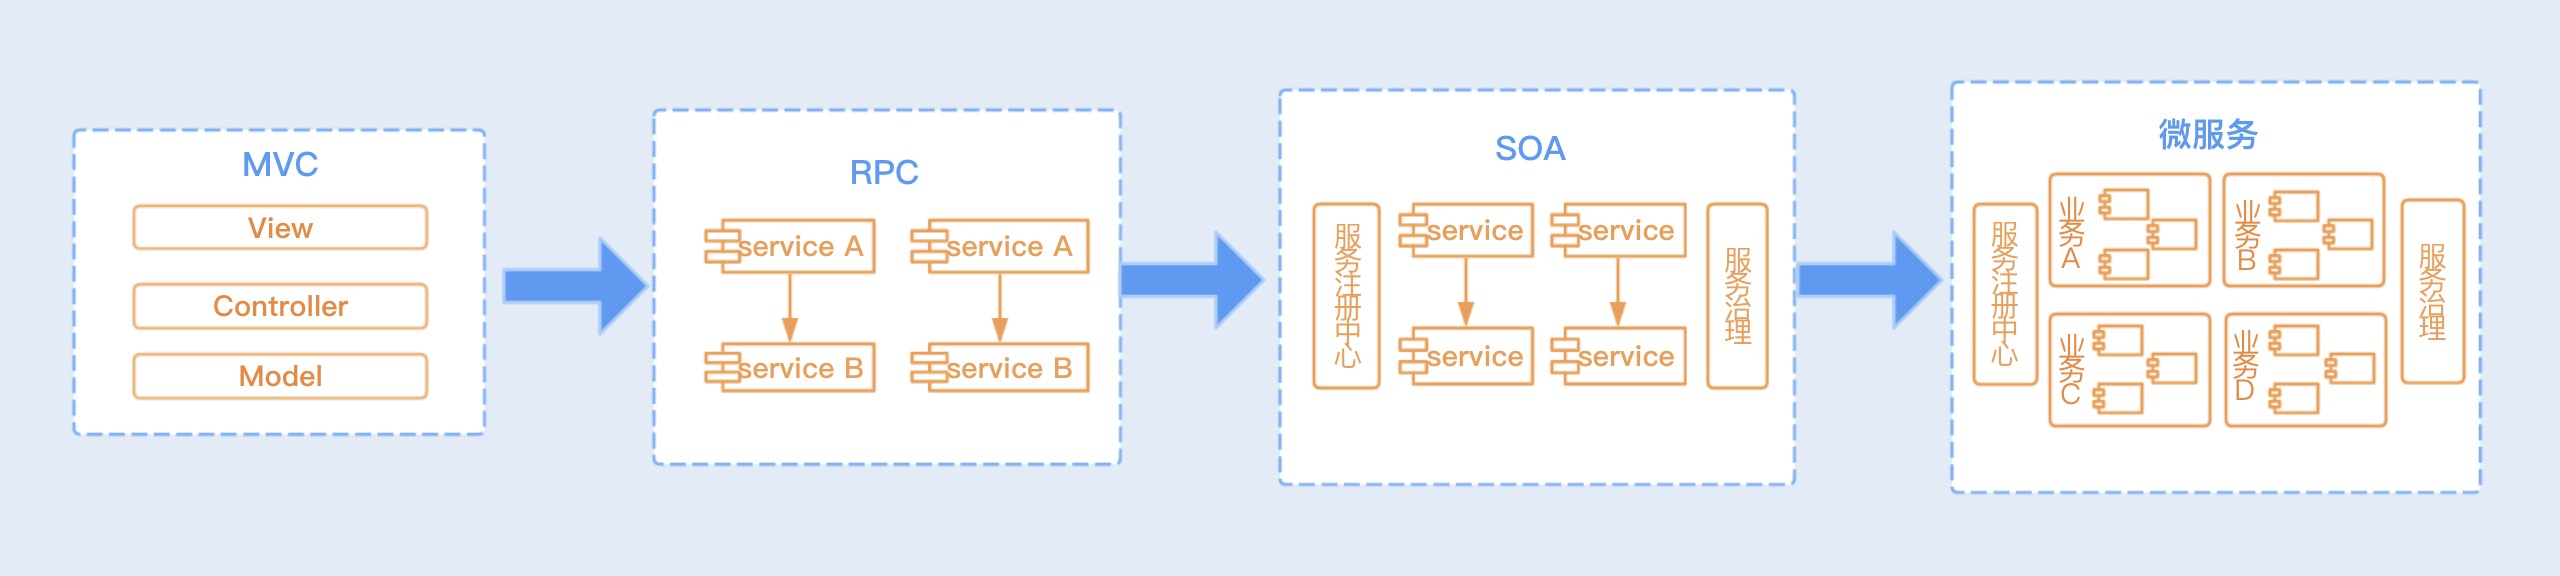 MVC
View
Controller
Model
RPC
service A
service A
service B
service B
SOA
服务注册中心
service
service
service
service
服务治理
微服务
服务注册中心
业务A
业务B
业务C
业务D
服务治理